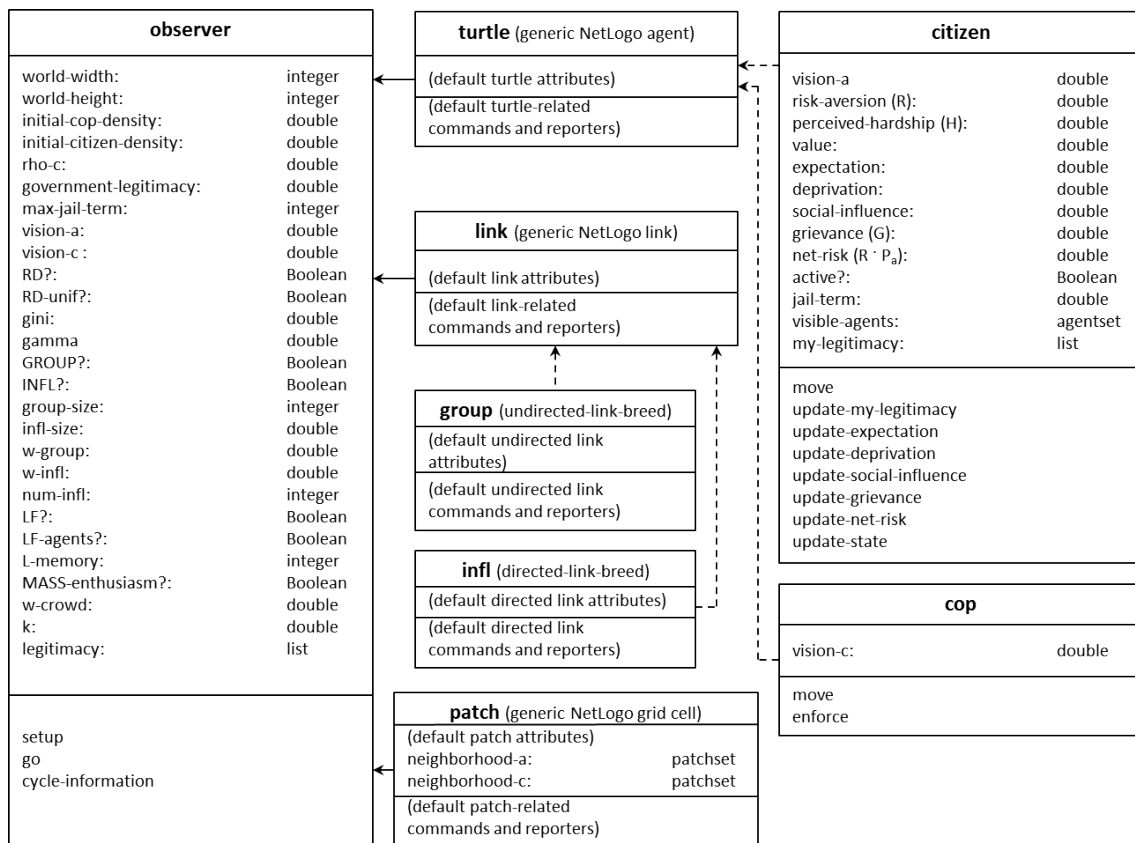 observer
world-width: integer
world-height: integer
initial-cop-density: double
initial-citizen-density: double
rho-c: double
government-legitimacy: double
max-jail-term: integer
vision-a: double
vision-c : double
RD?: Boolean
RD-unif?: Boolean
gini: double
gamma double
GROUP?: Boolean
INFL?: Boolean
group-size: integer
infl-size: double
w-group: double
w-infl: double
num-infl: integer
LF?: Boolean
LF-agents?: Boolean
L-memory: integer
MASS-enthusiasm?: Boolean
w-crowd: double
k: double
legitimacy: list
setup
go
cycle-information
turtle (generic NetLogo agent)
(default turtle attributes)
(default turtle-related
commands and reporters)
link (generic NetLogo link)
(default link attributes)
(default link-related
commands and reporters)
group (undirected-link-breed)
(default undirected link
attributes)
(default undirected link
commands and reporters)
infl (directed-link-breed)
(default directed link attributes)
(default directed link
commands and reporters)
patch (generic NetLogo grid cell)
(default patch attributes)
neighborhood-a: patchset
neighborhood-c: patchset
(default patch-related
commands and reporters)
citizen
vision-a double
risk-aversion (R): double
perceived-hardship (H): double
value: double
expectation: double
deprivation: double
social-influence: double
grievance (G): double
net-risk (R · Pa): double
active?: Boolean
jail-term: double
visible-agents: agentset
my-legitimacy: list
move
update-my-legitimacy
update-expectation
update-deprivation
update-social-influence
update-grievance
update-net-risk
update-state
cop
vision-c: double
move
enforce